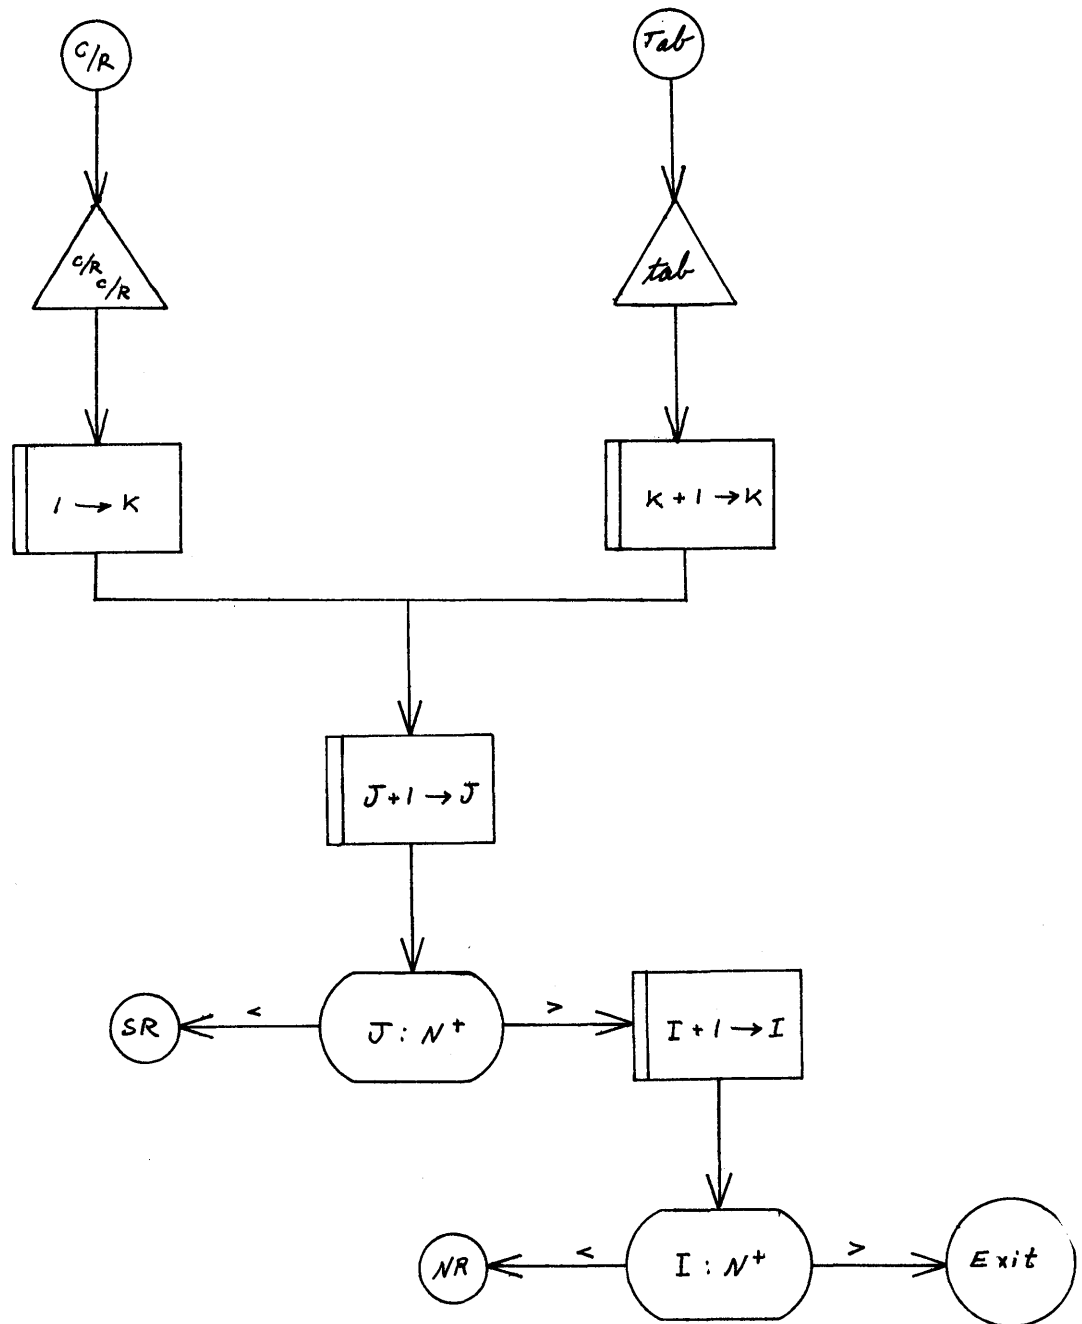 C/R
Tab
C/R
C/R
tab
1 → K
K + 1 → K
J + 1 → J
<
>
SR
J : N⁺
I + 1 → I
<
>
NR
I : N⁺
Exit